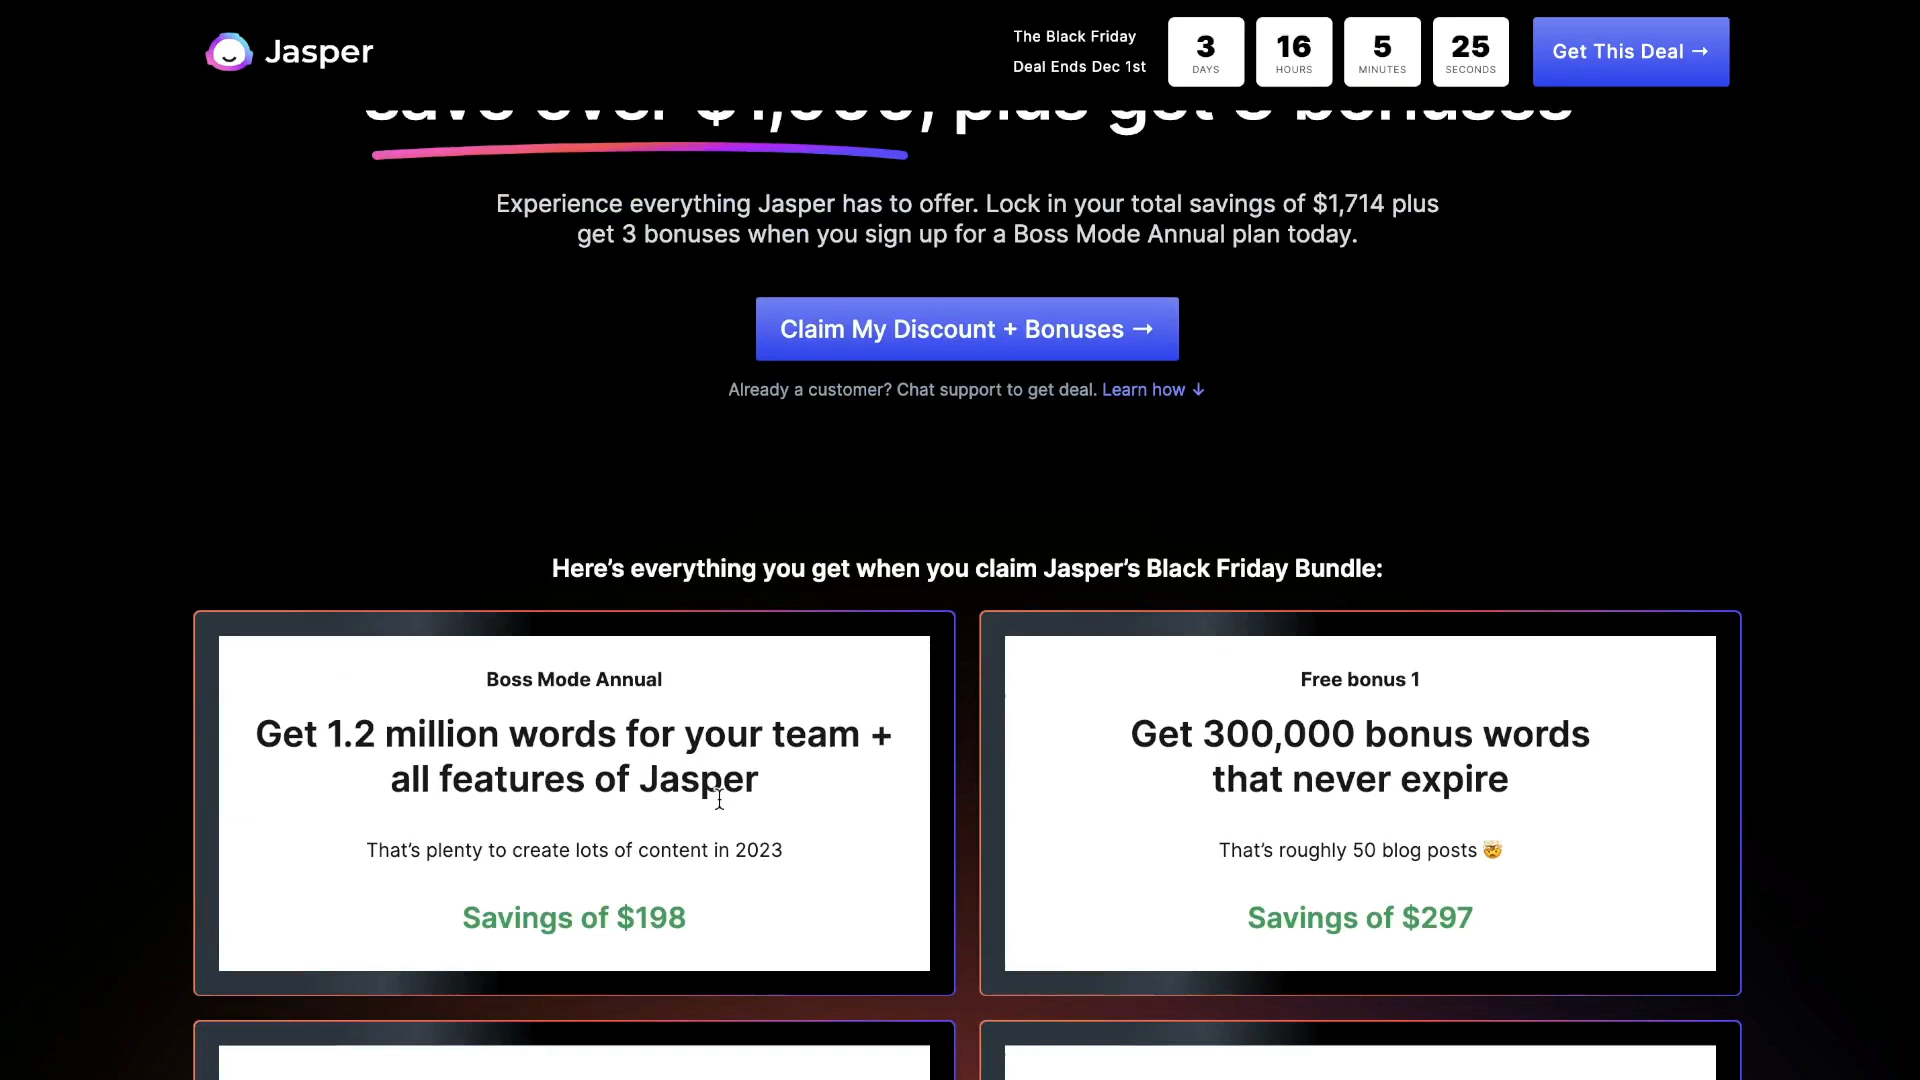 Jasper
The Black Friday
Deal Ends Dec 1st
3
DAYS
16
HOURS
5
MINUTES
25
SECONDS
Get This Deal →
plus get 3 bonuses
Experience everything Jasper has to offer. Lock in your total savings of $1,714 plus
get 3 bonuses when you sign up for a Boss Mode Annual plan today.
Claim My Discount + Bonuses →
Already a customer? Chat support to get deal. Learn how ↓
Here’s everything you get when you claim Jasper’s Black Friday Bundle:
Boss Mode Annual
Get 1.2 million words for your team +
all features of Jasper
That’s plenty to create lots of content in 2023
Savings of $198
Free bonus 1
Get 300,000 bonus words
that never expire
That’s roughly 50 blog posts 🤯
Savings of $297